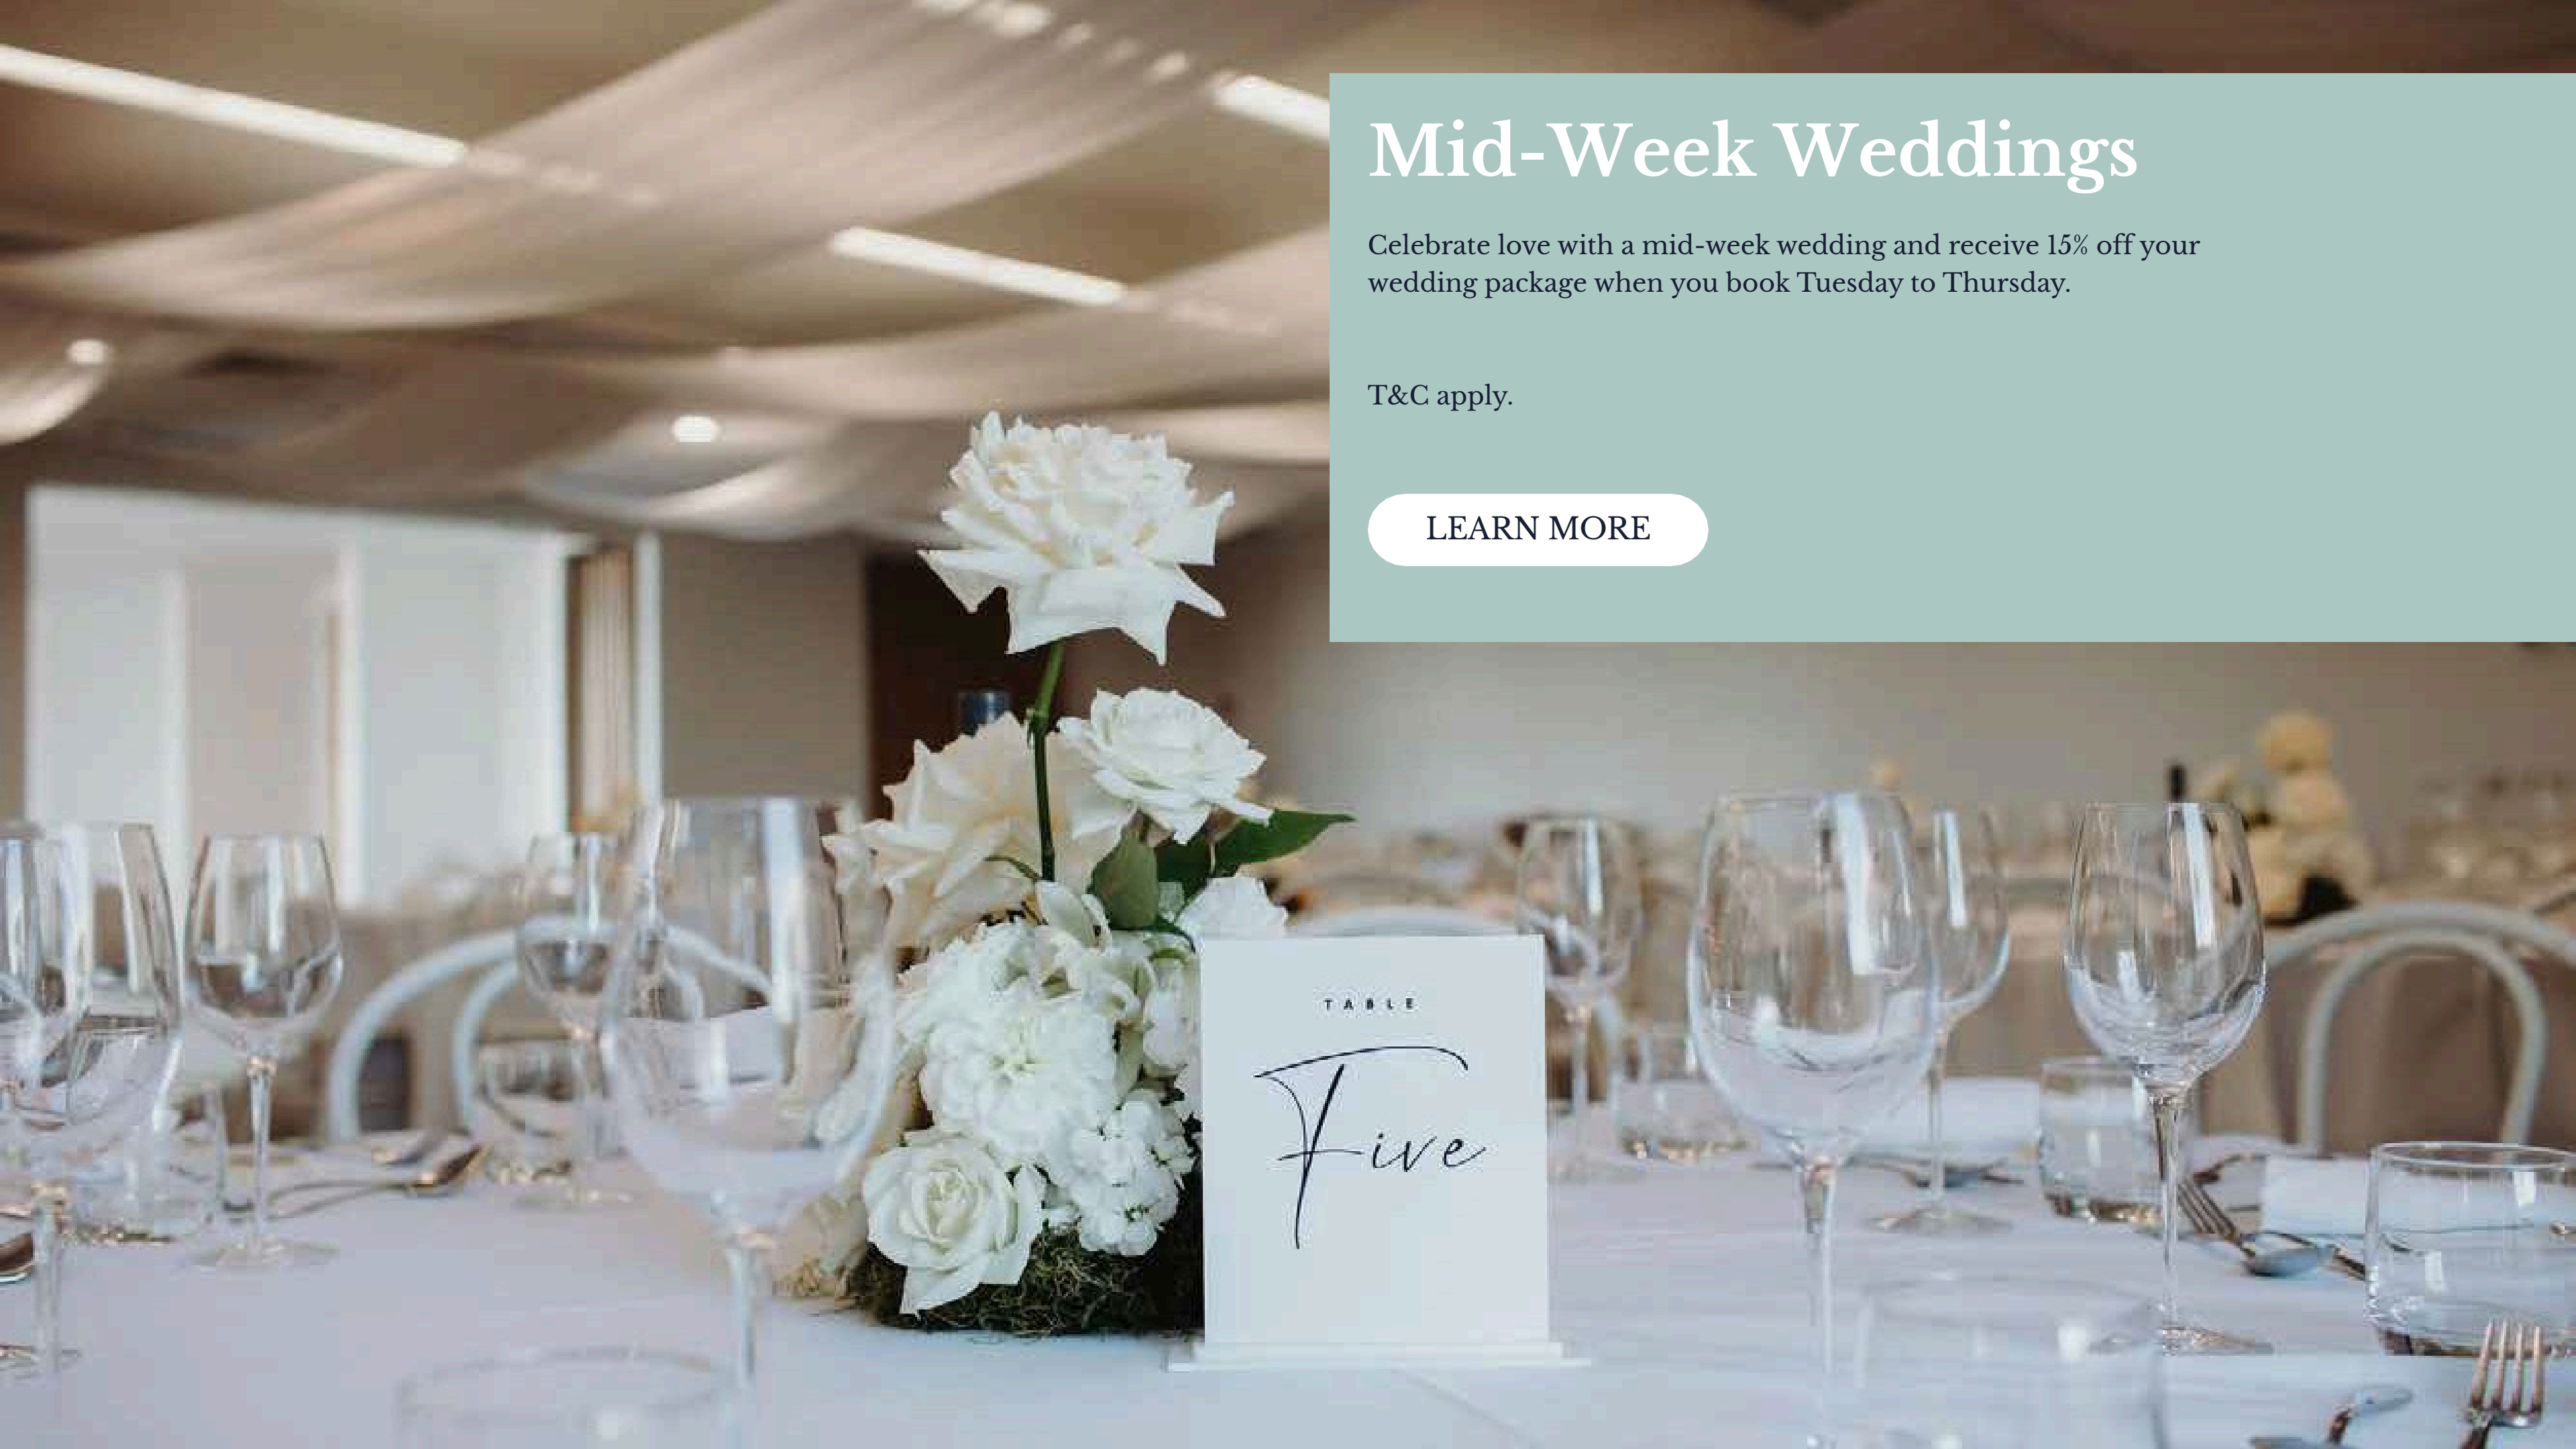 Mid-Week Weddings
Celebrate love with a mid-week wedding and receive 15% off your
wedding package when you book Tuesday to Thursday.
T&C apply.
LEARN MORE
TABLE
Five